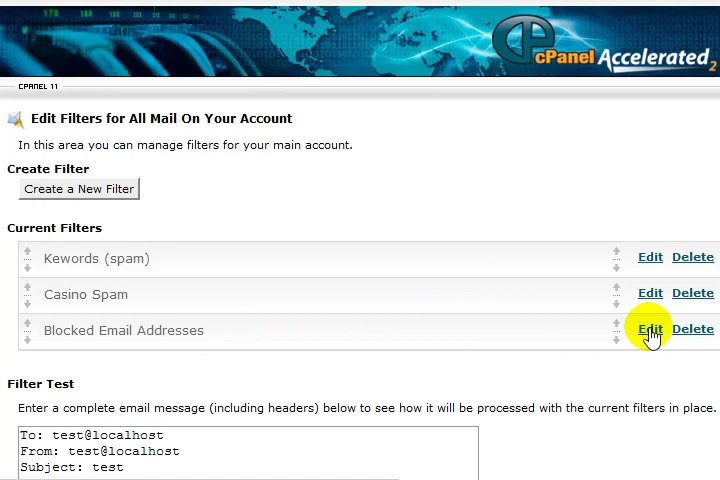 cPanel Accelerated2
CPANEL 11
Edit Filters for All Mail On Your Account
In this area you can manage filters for your main account.
Create Filter
Create a New Filter
Current Filters
Kewords (spam) Edit Delete
Casino Spam Edit Delete
Blocked Email Addresses Edit Delete
Filter Test
Enter a complete email message (including headers) below to see how it will be processed with the current filters in place.
To: test@localhost
From: test@localhost
Subject: test